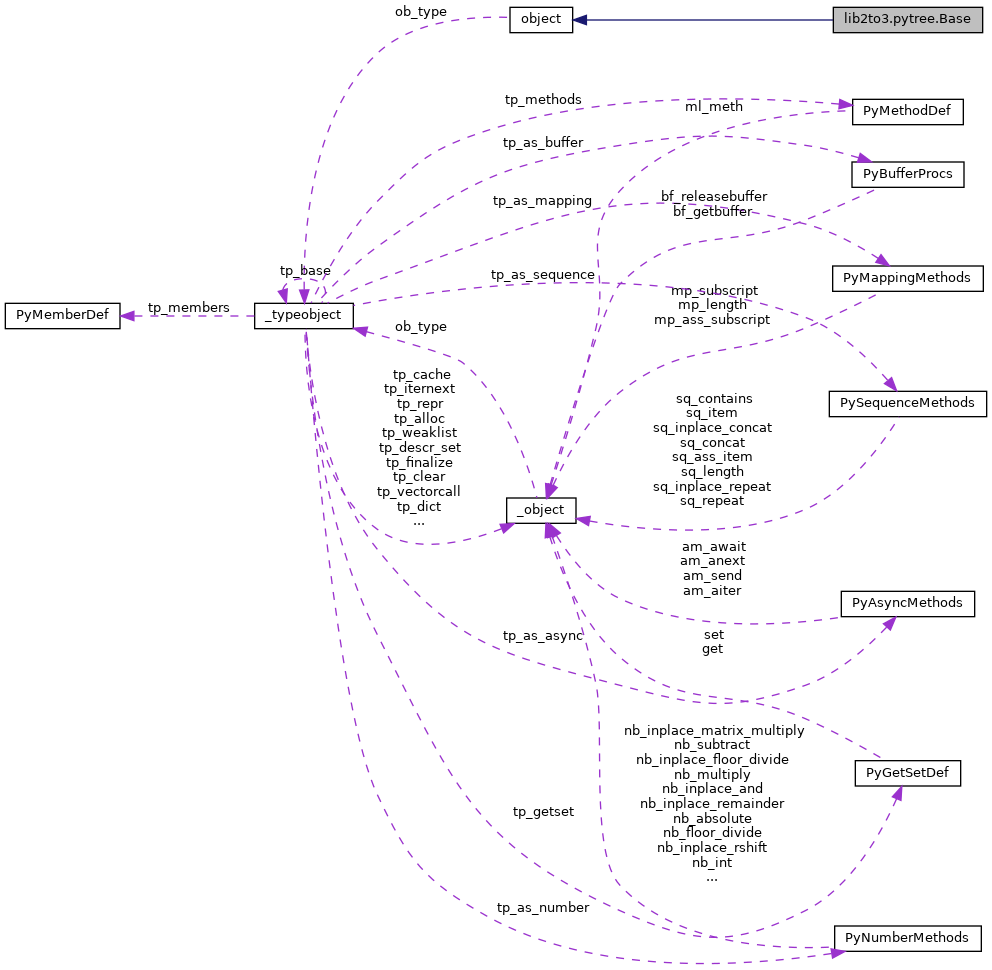 ob_type
object
lib2to3.pytree.Base
tp_methods
ml_meth
PyMethodDef
tp_as_buffer
PyBufferProcs
tp_as_mapping
bf_releasebuffer
bf_getbuffer
tp_base
tp_as_sequence
PyMappingMethods
mp_subscript
mp_length
mp_ass_subscript
PyMemberDef
tp_members
_typeobject
ob_type
tp_cache
tp_iternext
tp_repr
tp_alloc
tp_weaklist
tp_descr_set
tp_finalize
tp_clear
tp_vectorcall
tp_dict
...
sq_contains
sq_item
sq_inplace_concat
sq_concat
sq_ass_item
sq_length
sq_inplace_repeat
sq_repeat
PySequenceMethods
_object
am_await
am_anext
am_send
am_aiter
PyAsyncMethods
tp_as_async
set
get
nb_inplace_matrix_multiply
nb_subtract
nb_inplace_floor_divide
nb_multiply
nb_inplace_and
nb_inplace_remainder
nb_absolute
nb_floor_divide
nb_inplace_rshift
nb_int
...
PyGetSetDef
tp_getset
tp_as_number
PyNumberMethods